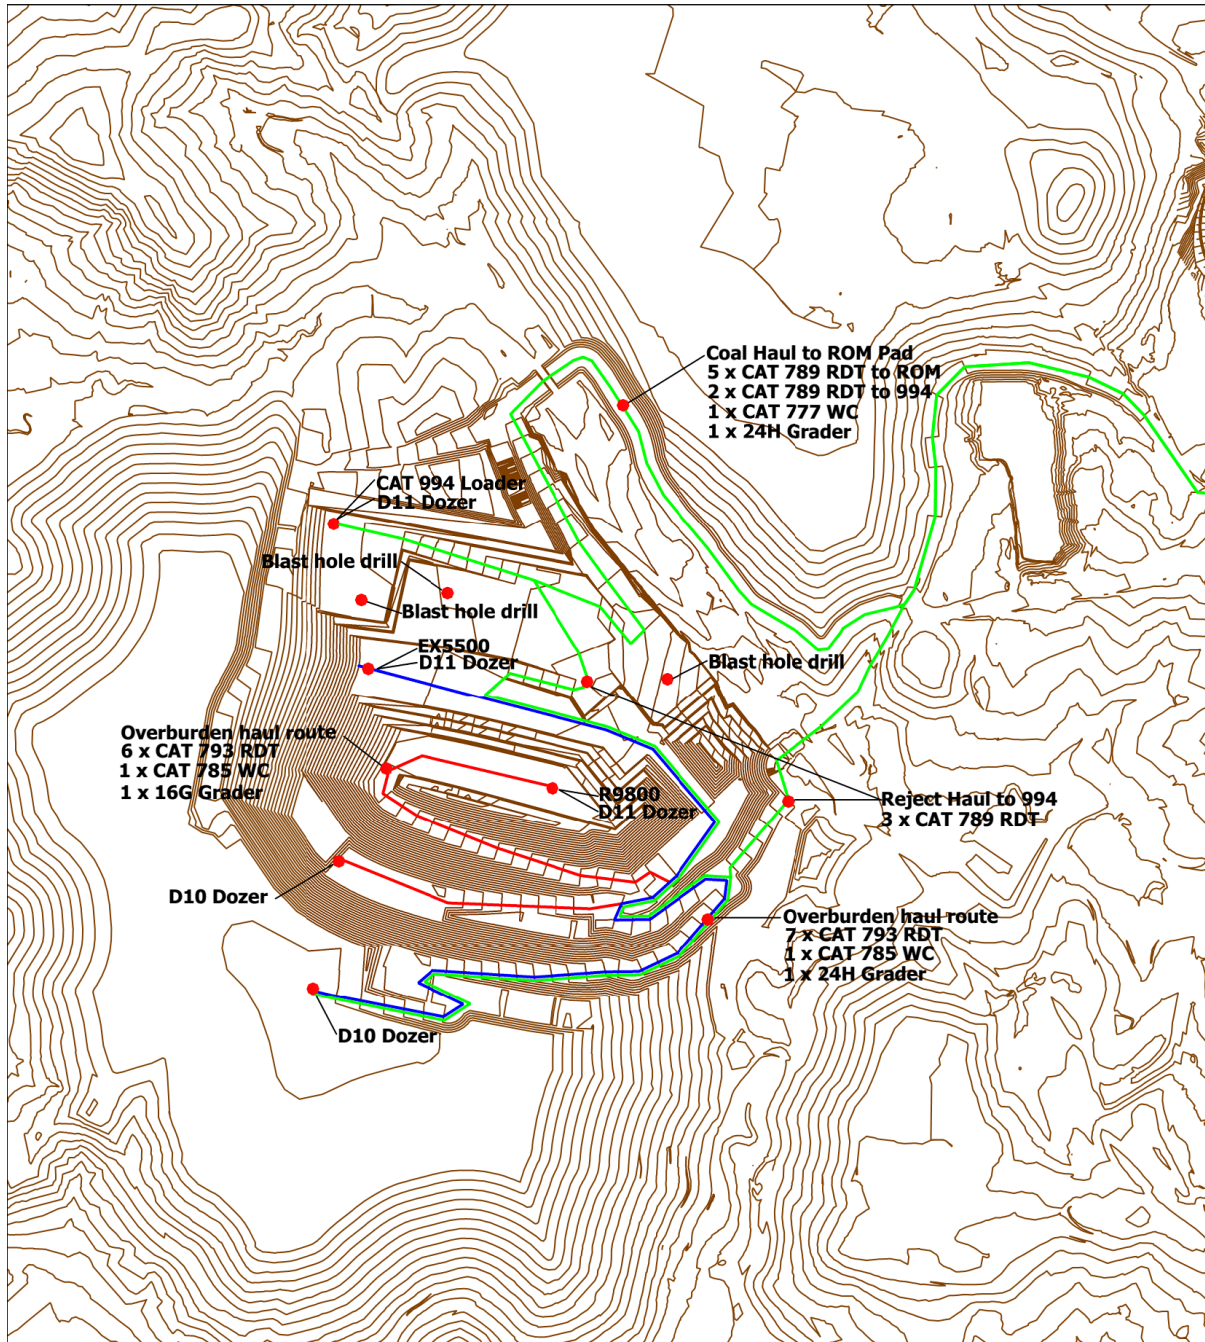 Coal Haul to ROM Pad
5 x CAT 789 RDT to ROM
2 x CAT 789 RDT to 994
1 x CAT 777 WC
1 x 24H Grader
CAT 994 Loader
D11 Dozer
Blast hole drill
Blast hole drill
EX5500
D11 Dozer
Blast hole drill
Overburden haul route
6 x CAT 793 RDT
1 x CAT 785 WC
1 x 16G Grader
R9800
D11 Dozer
Reject Haul to 994
3 x CAT 789 RDT
D10 Dozer
Overburden haul route
7 x CAT 793 RDT
1 x CAT 785 WC
1 x 24H Grader
D10 Dozer